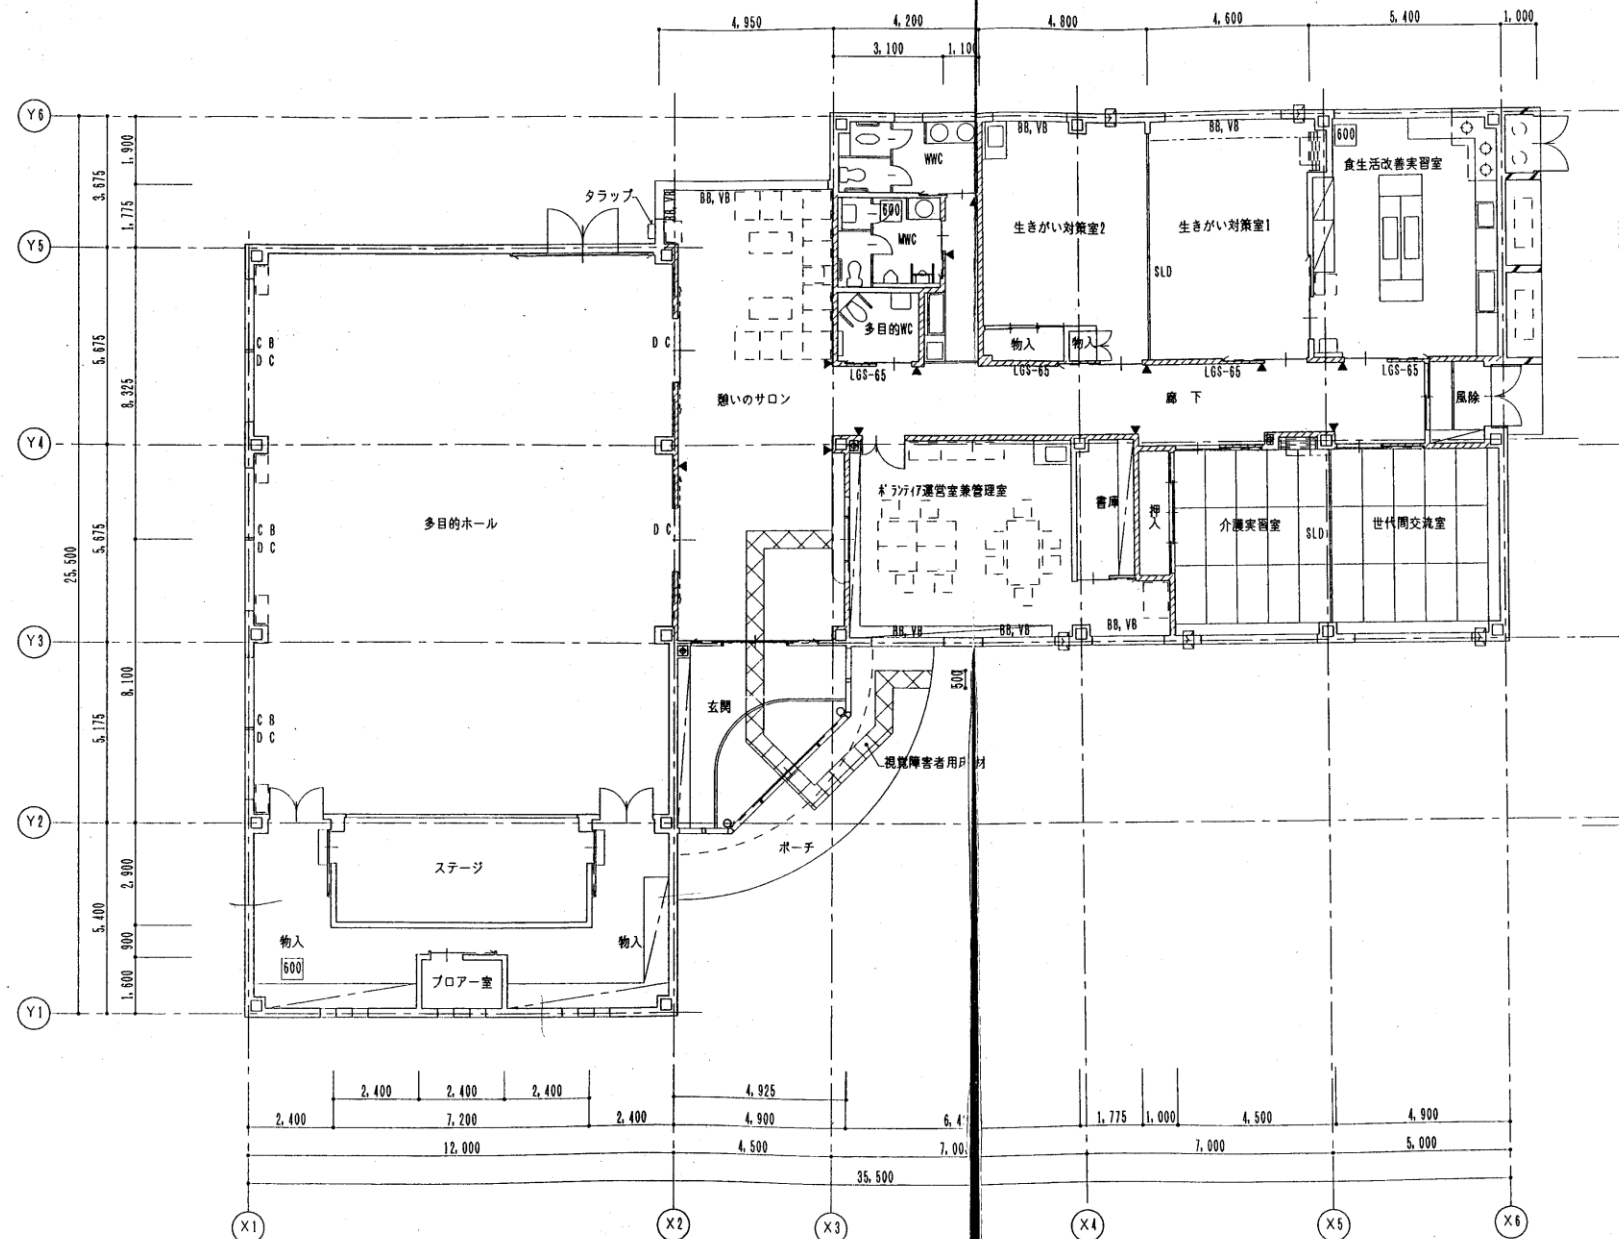 4,950
4,200
4,800
4,600
5,400
1,000
3,100
Y6
BB,VB
BB,VB
600
WWC
食生活改善実習室
1,900
3,675
1,775
タラップ
BB,VB
BB,VB
600
MWC
生きがい対策室2
生きがい対策室1
Y5
SLD
多目的WC
物入
物入
C B
D C
D C
5,675
8,325
LGS-65
LGS-65
LGS-65
LGS-65
憩いのサロン
廊 下
風除
Y4
ボランティア運営室兼管理室
書庫
押入
介護実習室
SLD
世代間交流室
多目的ホール
C B
D C
D C
5,675
25,500
BB,VB
BB,VB
BB,VB
Y3
8,100
500
玄関
C B
D C
5,175
視覚障害者用床材
Y2
ポーチ
ステージ
2,900
5,400
900
物入
物入
600
ブロアー室
1,600
Y1
2,400
2,400
2,400
4,925
2,400
7,200
2,400
4,900
1,775
1,000
4,500
4,900
12,000
4,500
7,00
7,000
5,000
35,500
X1
X2
X3
X4
X5
X6